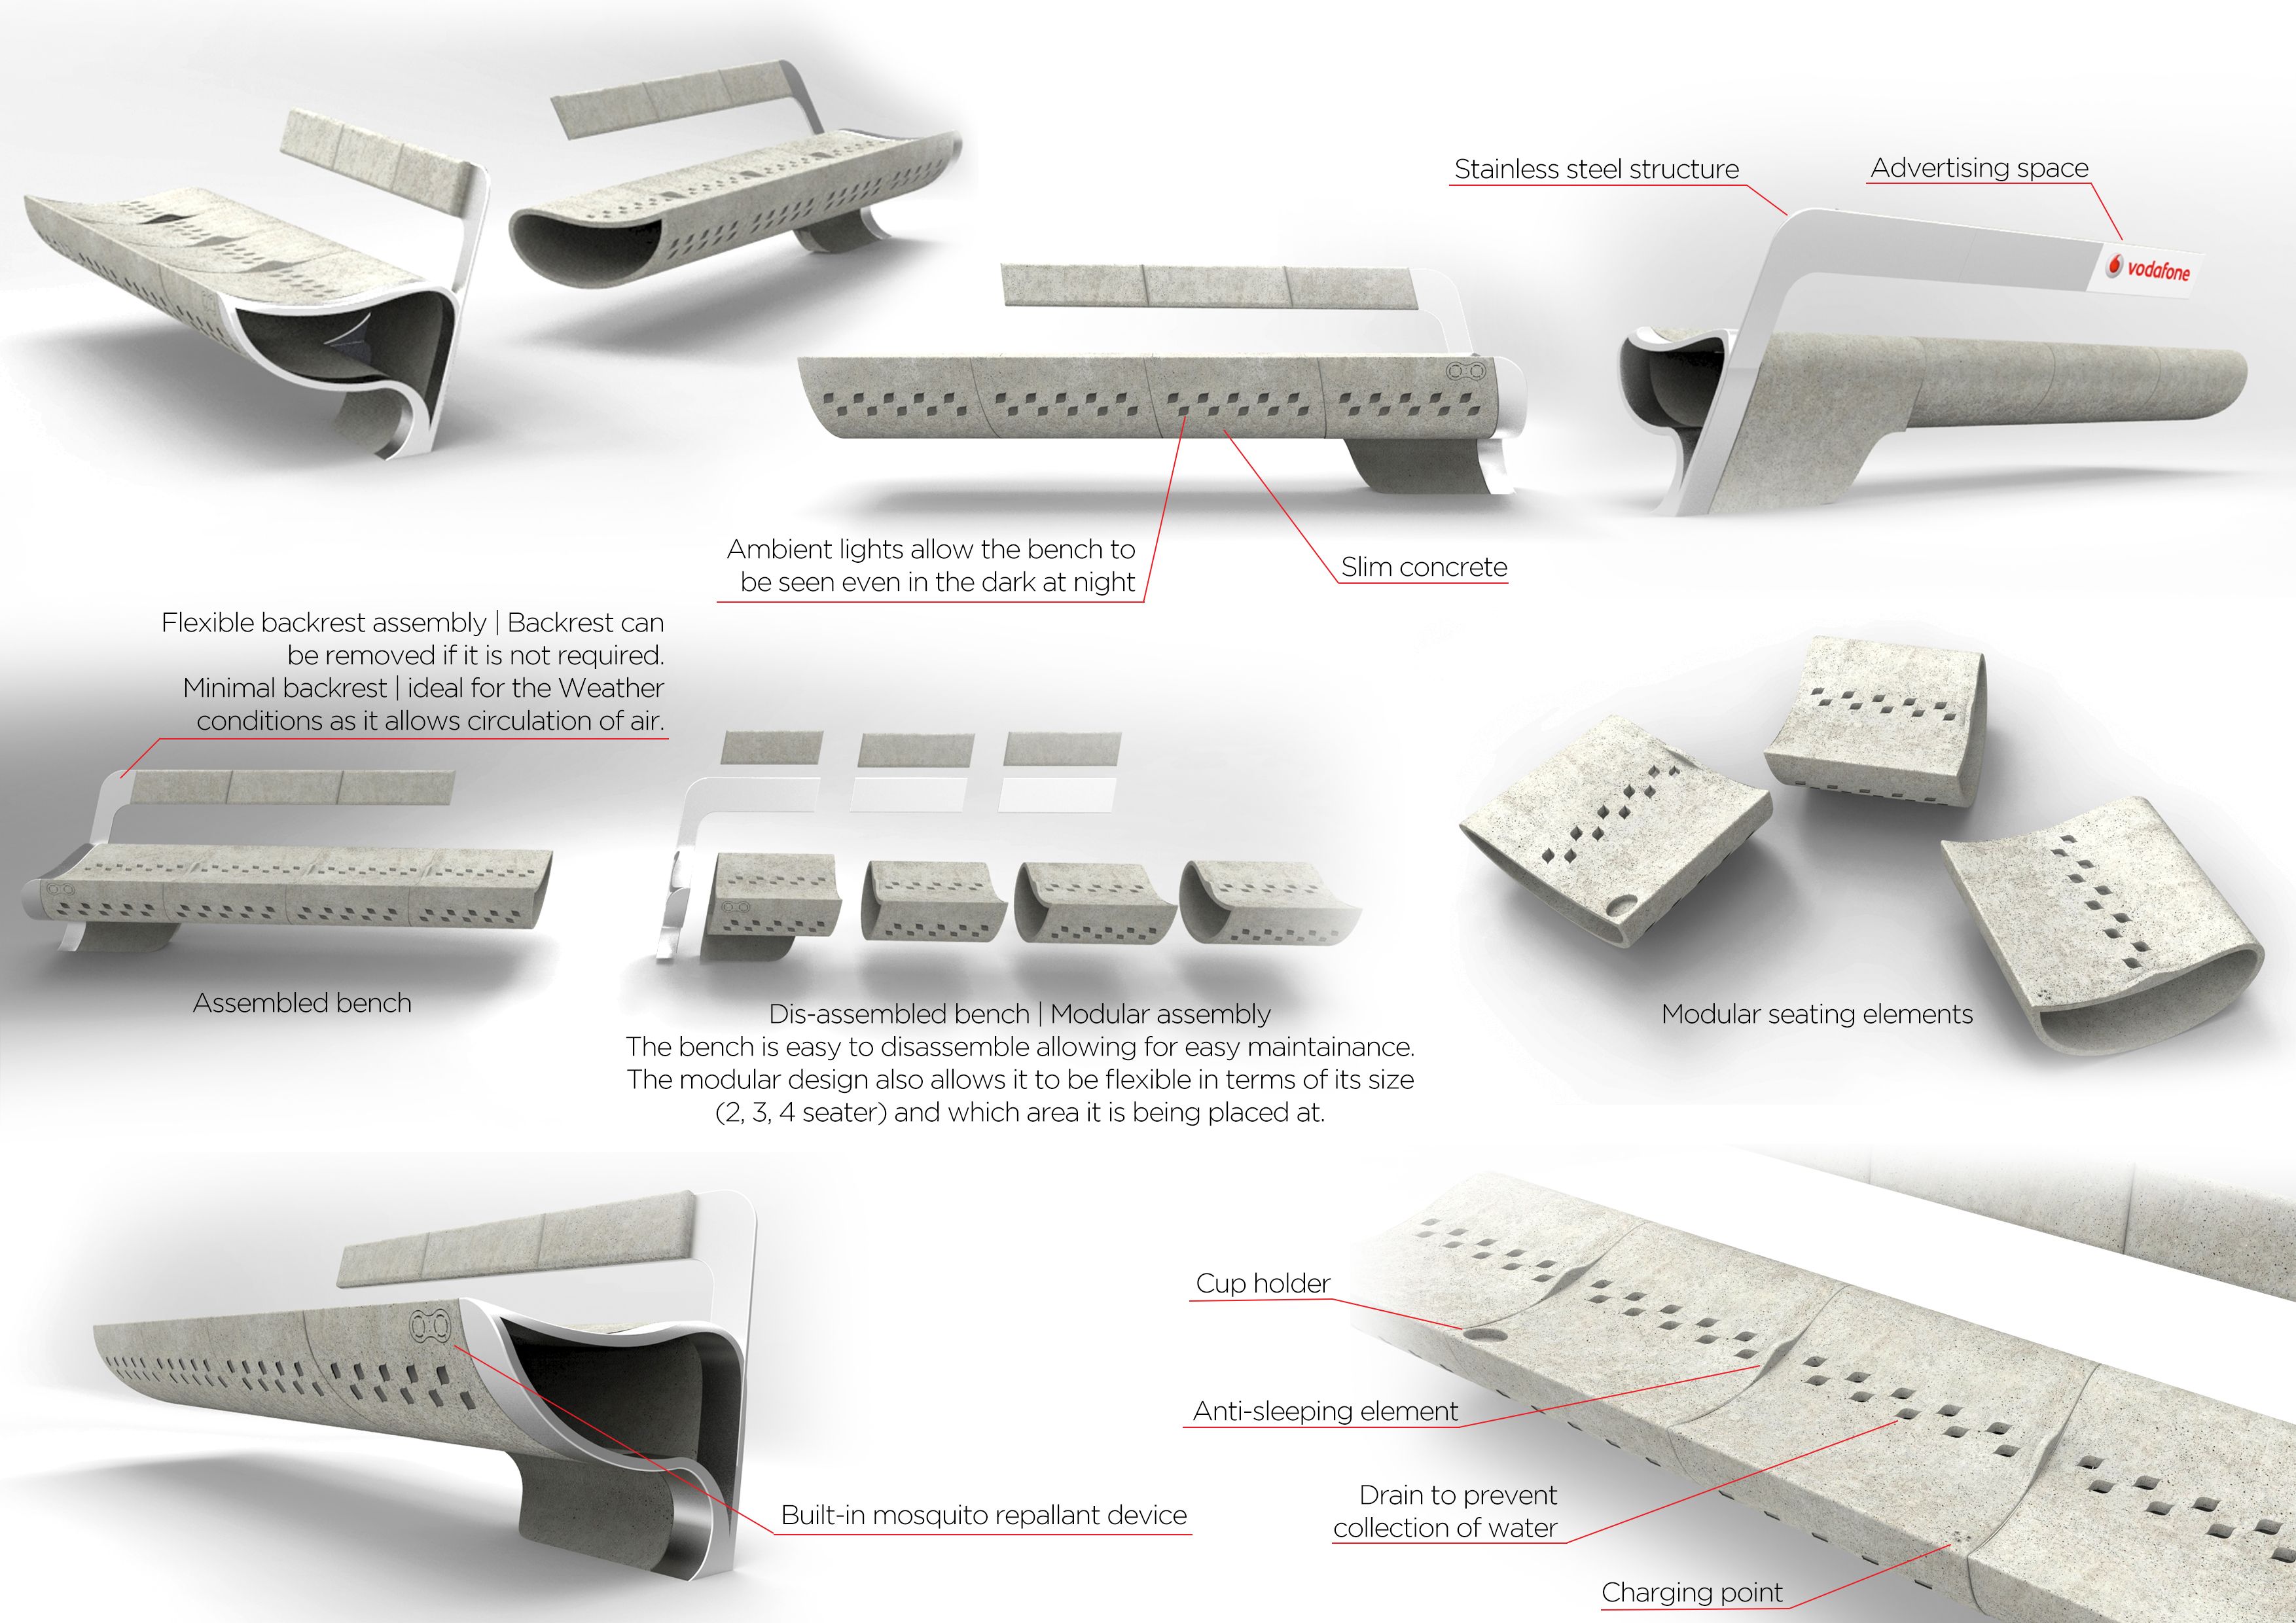 Stainless steel structure
Advertising space
vodafone
Ambient lights allow the bench to
be seen even in the dark at night
Slim concrete
Flexible backrest assembly | Backrest can
be removed if it is not required.
Minimal backrest | ideal for the Weather
conditions as it allows circulation of air.
Assembled bench
Dis-assembled bench | Modular assembly
The bench is easy to disassemble allowing for easy maintainance.
The modular design also allows it to be flexible in terms of its size
(2, 3, 4 seater) and which area it is being placed at.
Modular seating elements
Built-in mosquito repallant device
Cup holder
Anti-sleeping element
Drain to prevent
collection of water
Charging point